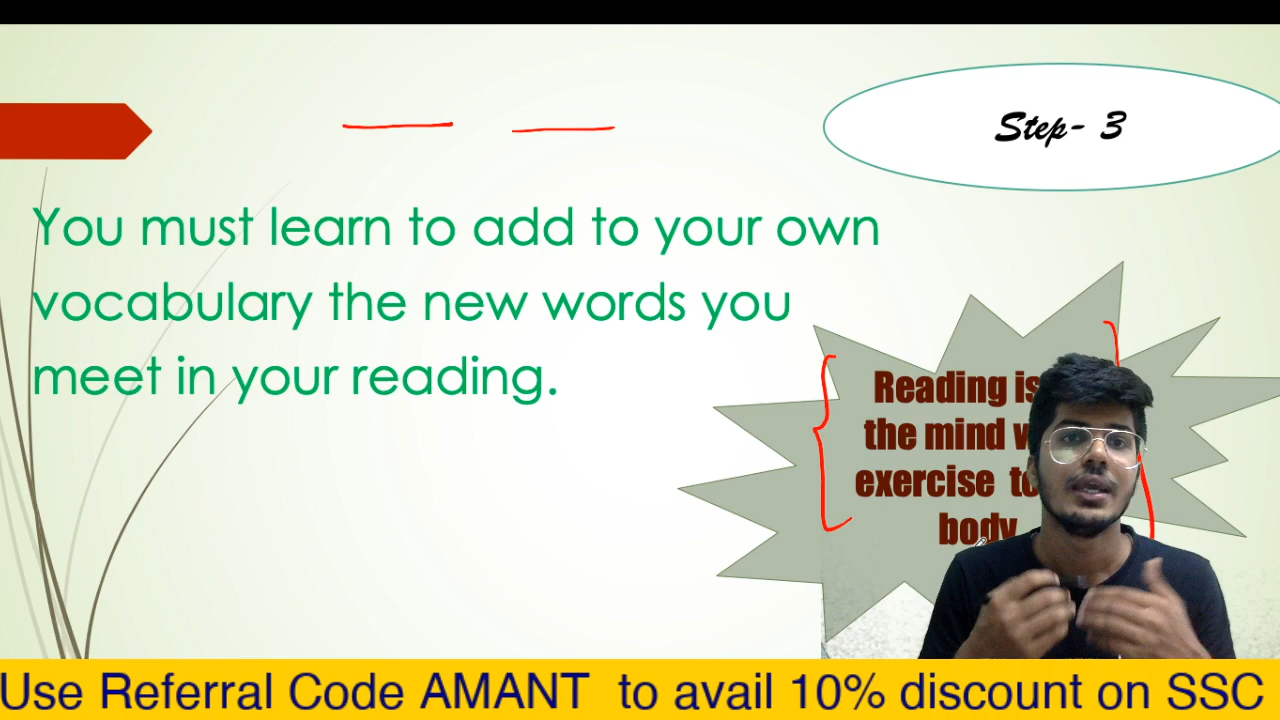 Step- 3
You must learn to add to your own
vocabulary the new words you
meet in your reading.
Reading is
the mind
exercise
body
Use Referral Code AMANT to avail 10% discount on SSC